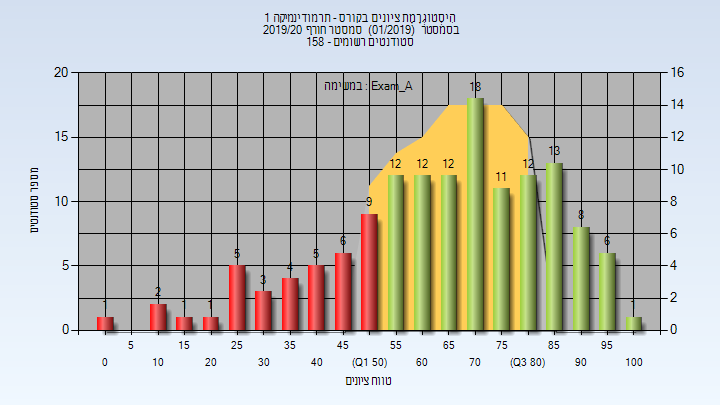 היסטוגרמת ציונים בקורס - תרמודינמיקה 1
בסמסטר (01/2019) סמסטר חורף 2019/20
סטודנטים רשומים - 158
במשימה : Exam_A
מספר סטודנטים
20
15
10
5
0
16
14
12
10
8
6
4
2
0
1 2 1 1 5 3 4 5 6 9 12 12 12 18 11 12 13 8 6 1
5 15 25 35 45 55 65 75 85 95
0 10 20 30 40 (Q1 50) 60 70 (Q3 80) 90 100
טווח ציונים